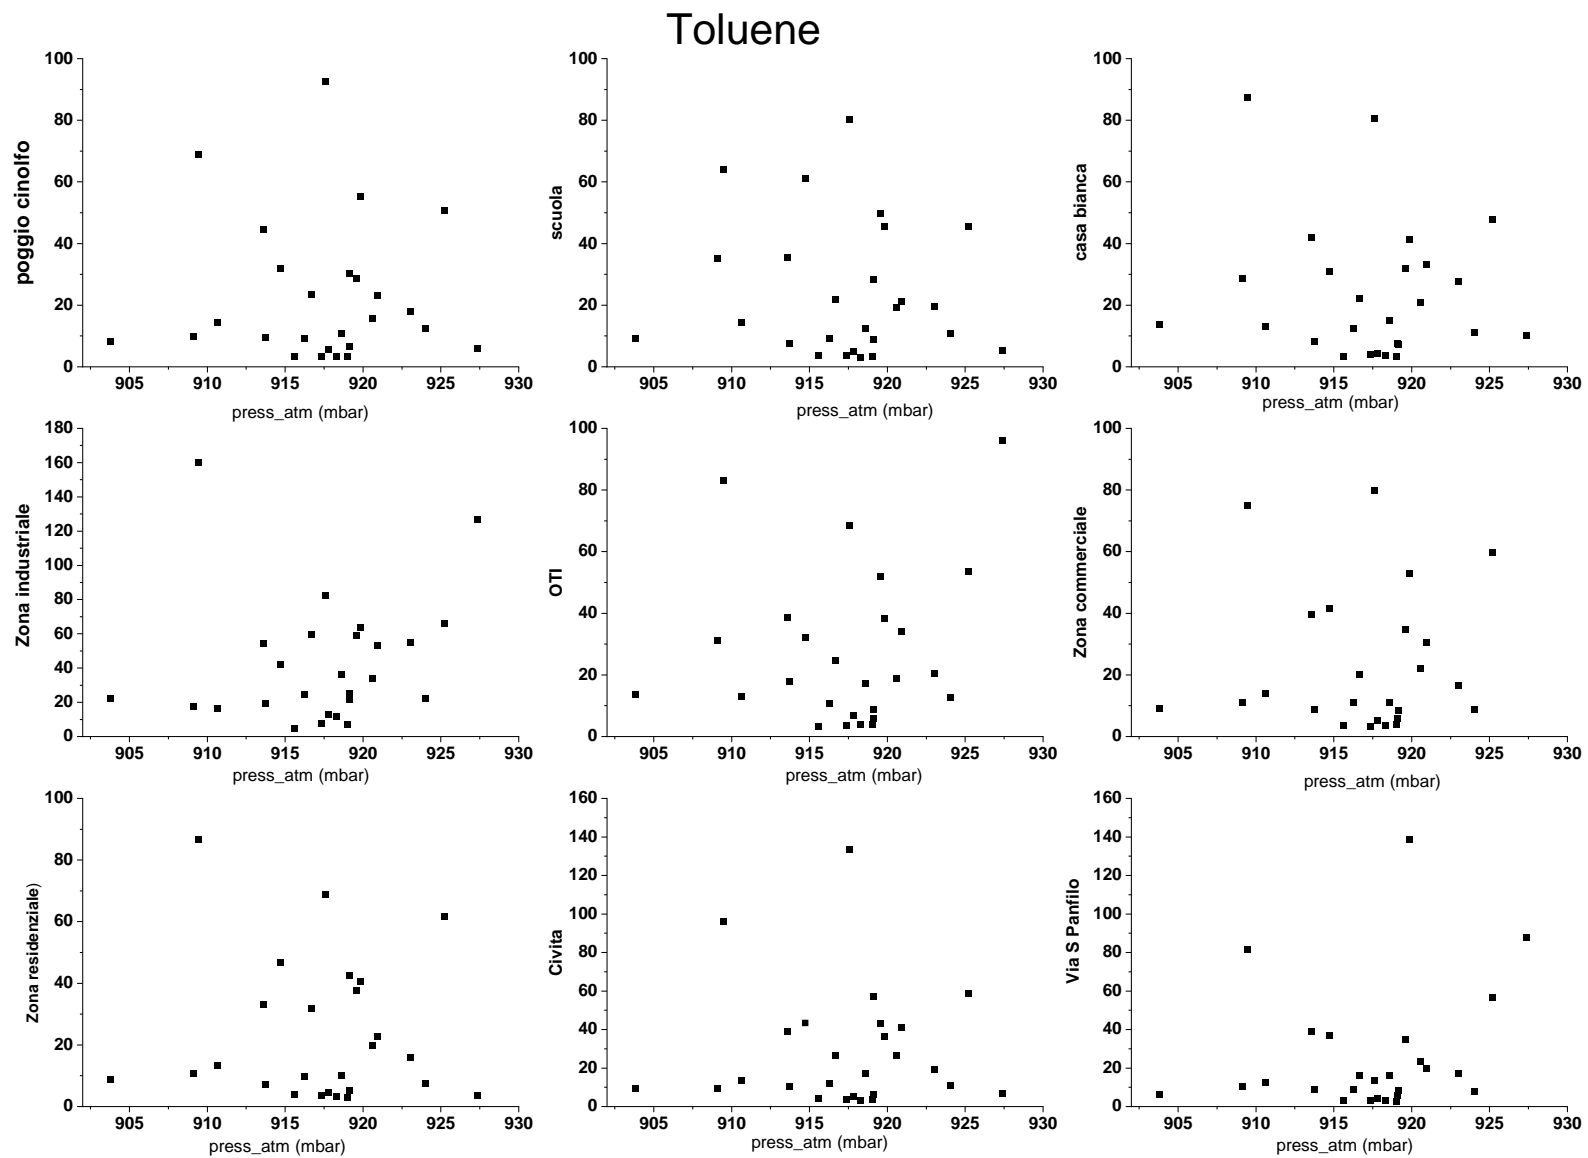 Toluene
poggio cinolfo
100
80
60
40
20
0
905 910 915 920 925 930
press_atm (mbar)
scuola
100
80
60
40
20
0
905 910 915 920 925 930
press_atm (mbar)
casa bianca
100
80
60
40
20
0
905 910 915 920 925 930
press_atm (mbar)
Zona industriale
180
160
140
120
100
80
60
40
20
0
905 910 915 920 925 930
press_atm (mbar)
OTI
100
80
60
40
20
0
905 910 915 920 925 930
press_atm (mbar)
Zona commerciale
100
80
60
40
20
0
905 910 915 920 925 930
press_atm (mbar)
Zona residenziale)
100
80
60
40
20
0
905 910 915 920 925 930
press_atm (mbar)
Civita
160
140
120
100
80
60
40
20
0
905 910 915 920 925 930
press_atm (mbar)
Via S Panfilo
160
140
120
100
80
60
40
20
0
905 910 915 920 925 930
press_atm (mbar)